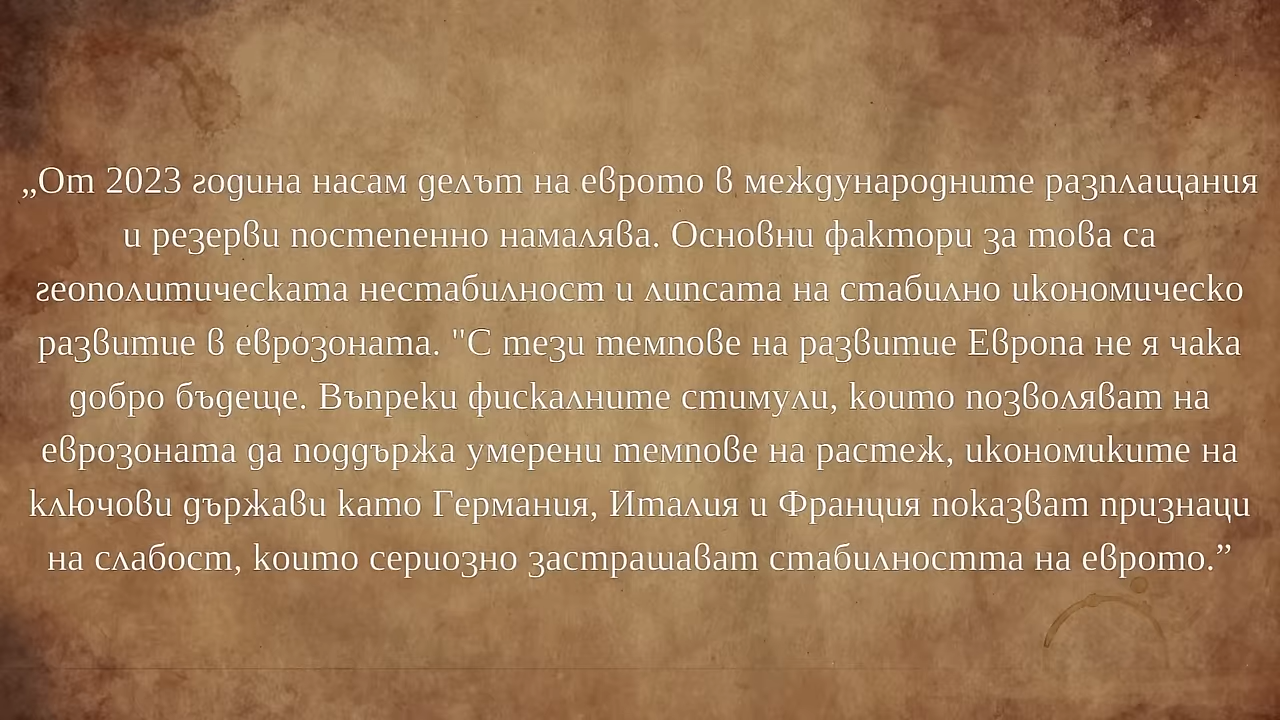 „От 2023 година насам делът на еврото в международните разплащания
и резерви постепенно намалява. Основни фактори за това са
геополитическата нестабилност и липсата на стабилно икономическо
развитие в еврозоната. "С тези темпове на развитие Европа не я чака
добро бъдеще. Въпреки фискалните стимули, които позволяват на
еврозоната да поддържа умерени темпове на растеж, икономиките на
ключови държави като Германия, Италия и Франция показват признаци
на слабост, които сериозно застрашават стабилността на еврото.”